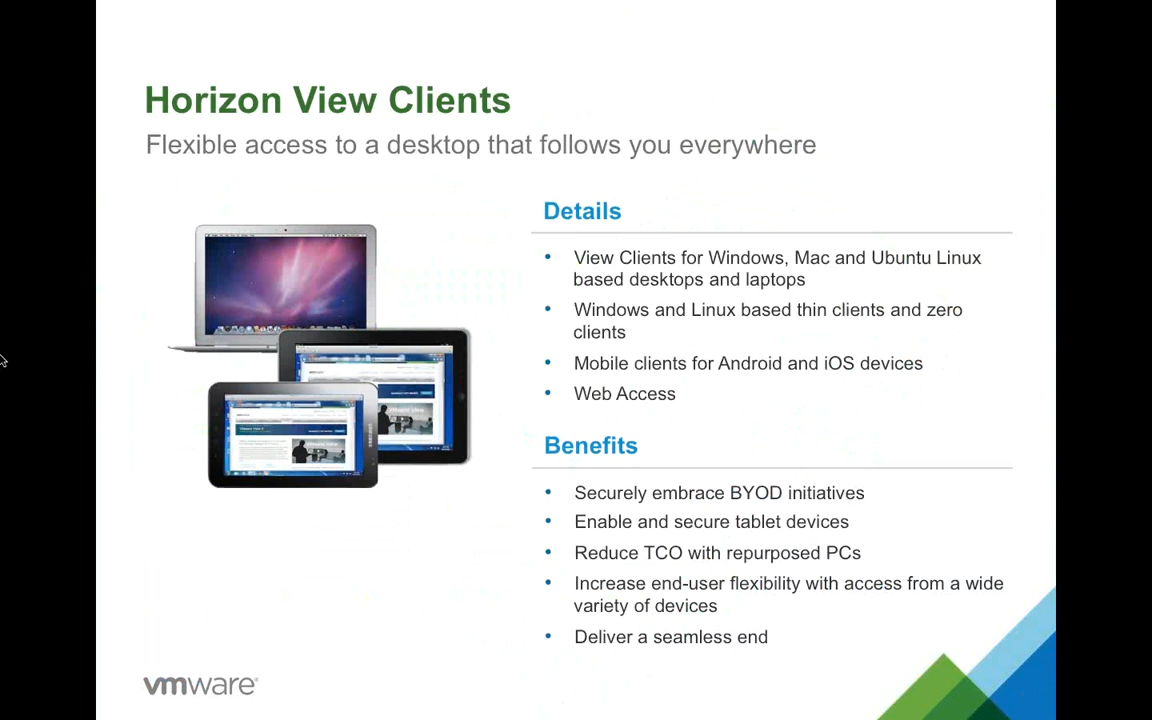 Horizon View Clients
Flexible access to a desktop that follows you everywhere
Details
• View Clients for Windows, Mac and Ubuntu Linux
based desktops and laptops
• Windows and Linux based thin clients and zero
clients
• Mobile clients for Android and iOS devices
• Web Access
Benefits
• Securely embrace BYOD initiatives
• Enable and secure tablet devices
• Reduce TCO with repurposed PCs
• Increase end-user flexibility with access from a wide
variety of devices
• Deliver a seamless end
vmware